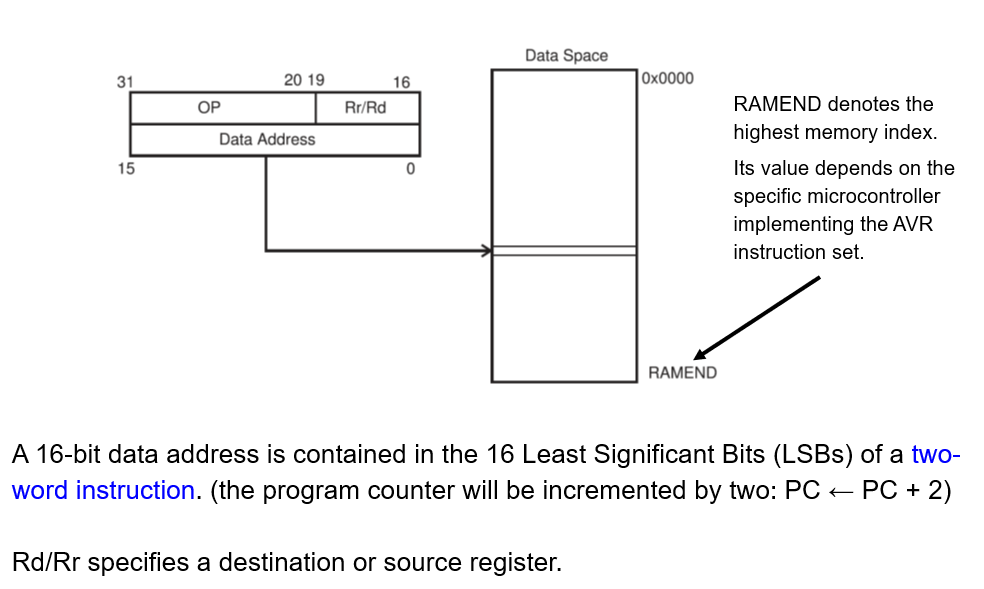 Data Space
31 20 19 16
0x0000
OP Rr/Rd
Data Address
15 0
RAMEND denotes the
highest memory index.
Its value depends on the
specific microcontroller
implementing the AVR
instruction set.
RAMEND
A 16-bit data address is contained in the 16 Least Significant Bits (LSBs) of a two-
word instruction. (the program counter will be incremented by two: PC ← PC + 2)
Rd/Rr specifies a destination or source register.